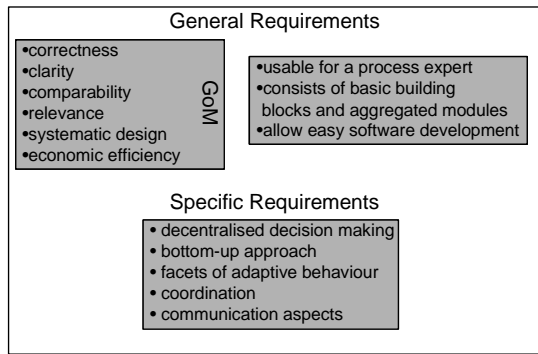 General Requirements
•correctness
•clarity
•comparability
•relevance
•systematic design
•economic efficiency
GoM
•usable for a process expert
•consists of basic building
blocks and aggregated modules
•allow easy software development
Specific Requirements
• decentralised decision making
• bottom-up approach
• facets of adaptive behaviour
• coordination
• communication aspects